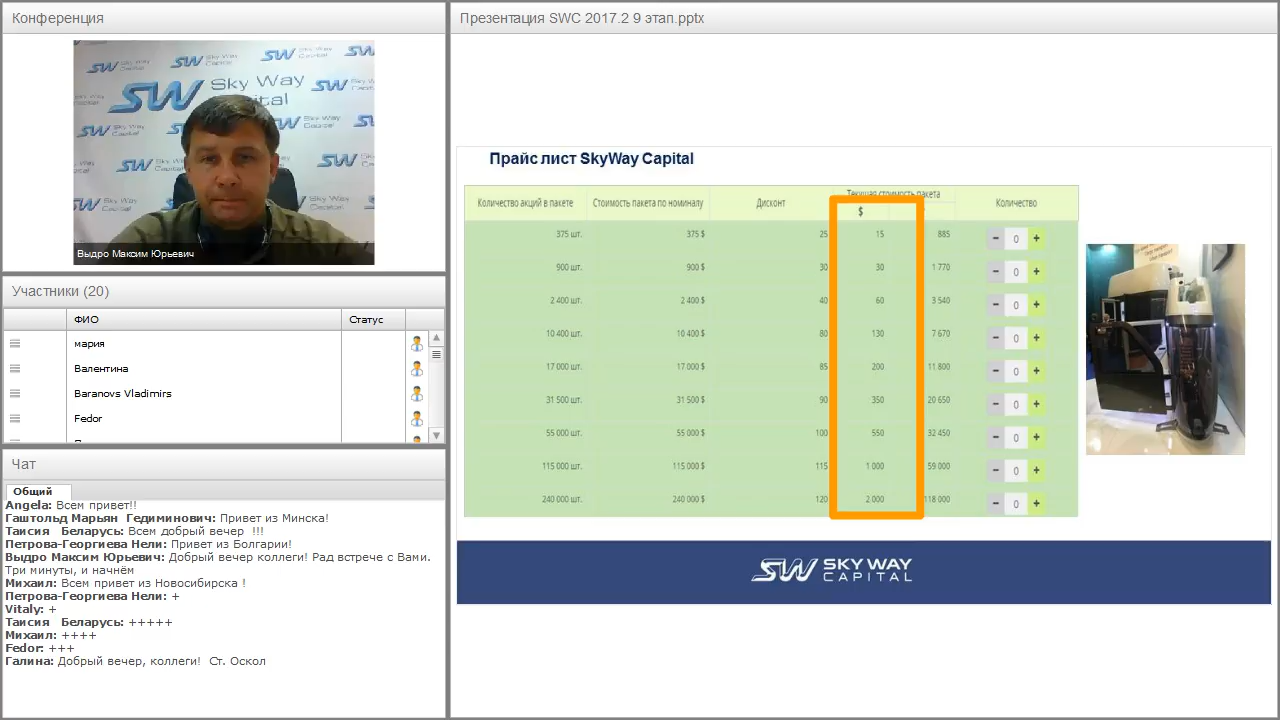 Конференция
Sky Way
Capital
Выдро Максим Юрьевич
Участники (20)
ФИО Статус
мария
Валентина
Baranovs Vladimirs
Fedor
Чат
Общий
Angela: Всем привет!!
Гаштольд Марьян Гедиминович: Привет из Минска!
Таисия Беларусь: Всем добрый вечер !!!
Петрова-Георгиева Нели: Привет из Болгарии!
Выдро Максим Юрьевич: Добрый вечер коллеги! Рад встрече с Вами.
Три минуты, и начнём
Михаил: Всем привет из Новосибирска !
Петрова-Георгиева Нели: +
Vitaly: +
Таисия Беларусь: +++++
Михаил: ++++
Fedor: +++
Галина: Добрый вечер, коллеги! Ст. Оскол
Презентация SWC 2017.2 9 этап.pptx
Прайс лист SkyWay Capital
Количество акций в пакете Стоимость пакета по номиналу Дисконт Текущая стоимость пакета Количество
$
375 шт. 375 $ 25 15 885 − 0 +
900 шт. 900 $ 30 30 1 770 − 0 +
2 400 шт. 2 400 $ 40 60 3 540 − 0 +
10 400 шт. 10 400 $ 80 130 7 670 − 0 +
17 000 шт. 17 000 $ 85 200 11 800 − 0 +
31 500 шт. 31 500 $ 90 350 20 650 − 0 +
55 000 шт. 55 000 $ 100 550 32 450 − 0 +
115 000 шт. 115 000 $ 115 1 000 59 000 − 0 +
240 000 шт. 240 000 $ 120 2 000 118 000 − 0 +
SW SKY WAY
CAPITAL